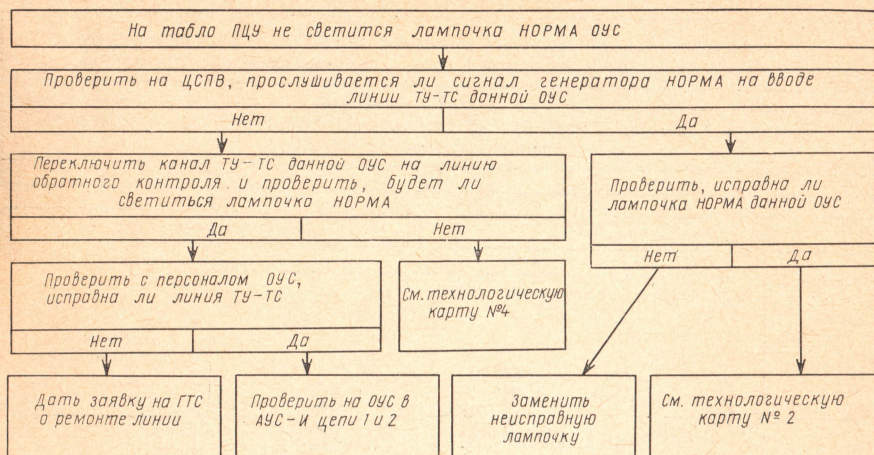 На табло ПЦУ не светится лампочка НОРМА ОУС
Проверить на ЦСПВ, прослушивается ли сигнал генератора НОРМА на вводе
линии ТУ-ТС данной ОУС
Нет
Да
Переключить канал ТУ-ТС данной ОУС на линию
обратного контроля и проверить, будет ли
светиться лампочка НОРМА
Да
Нет
Проверить, исправна ли
лампочка НОРМА данной ОУС
Нет
Да
Проверить с персоналом ОУС,
исправна ли линия ТУ-ТС
Нет
Да
См. технологическую
карту №4
Дать заявку на ГТС
о ремонте линии
Проверить на ОУС в
АУС-И цепи 1 и 2
Заменить
неисправную
лампочку
См. технологическую
карту № 2